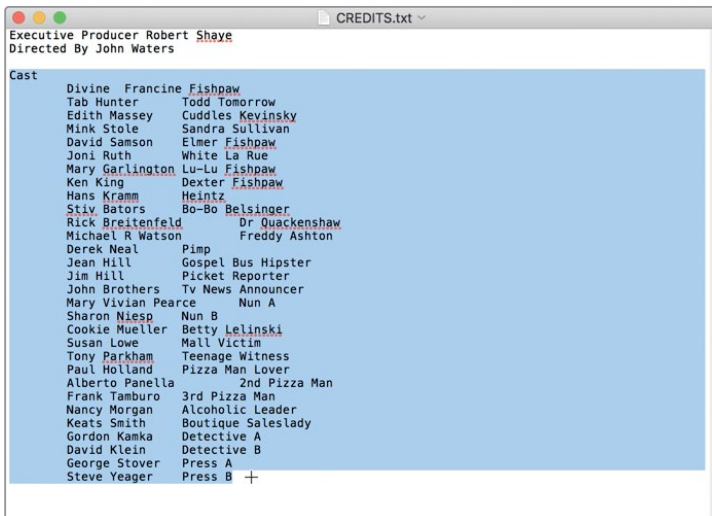 CREDITS.txt
Executive Producer Robert Shaye
Directed By John Waters
Cast
Divine Francine Fishpaw
Tab Hunter Todd Tomorrow
Edith Massey Cuddles Kevinsky
Mink Stole Sandra Sullivan
David Samson Elmer Fishpaw
Joni Ruth White La Rue
Mary Garlington Lu-Lu Fishpaw
Ken King Dexter Fishpaw
Hans Kramm Heintz
Stiv Bators Bo-Bo Belsinger
Rick Breitenfeld Dr Quackenshaw
Michael R Watson Freddy Ashton
Derek Neal Pimp
Jean Hill Gospel Bus Hipster
Jim Hill Picket Reporter
John Brothers Tv News Announcer
Mary Vivian Pearce Nun A
Sharon Niesp Nun B
Cookie Mueller Betty Lelinski
Susan Lowe Mall Victim
Tony Parkham Teenage Witness
Paul Holland Pizza Man Lover
Alberto Panella 2nd Pizza Man
Frank Tamburo 3rd Pizza Man
Nancy Morgan Alcoholic Leader
Keats Smith Boutique Saleslady
Gordon Kamka Detective A
David Klein Detective B
George Stover Press A
Steve Yeager Press B